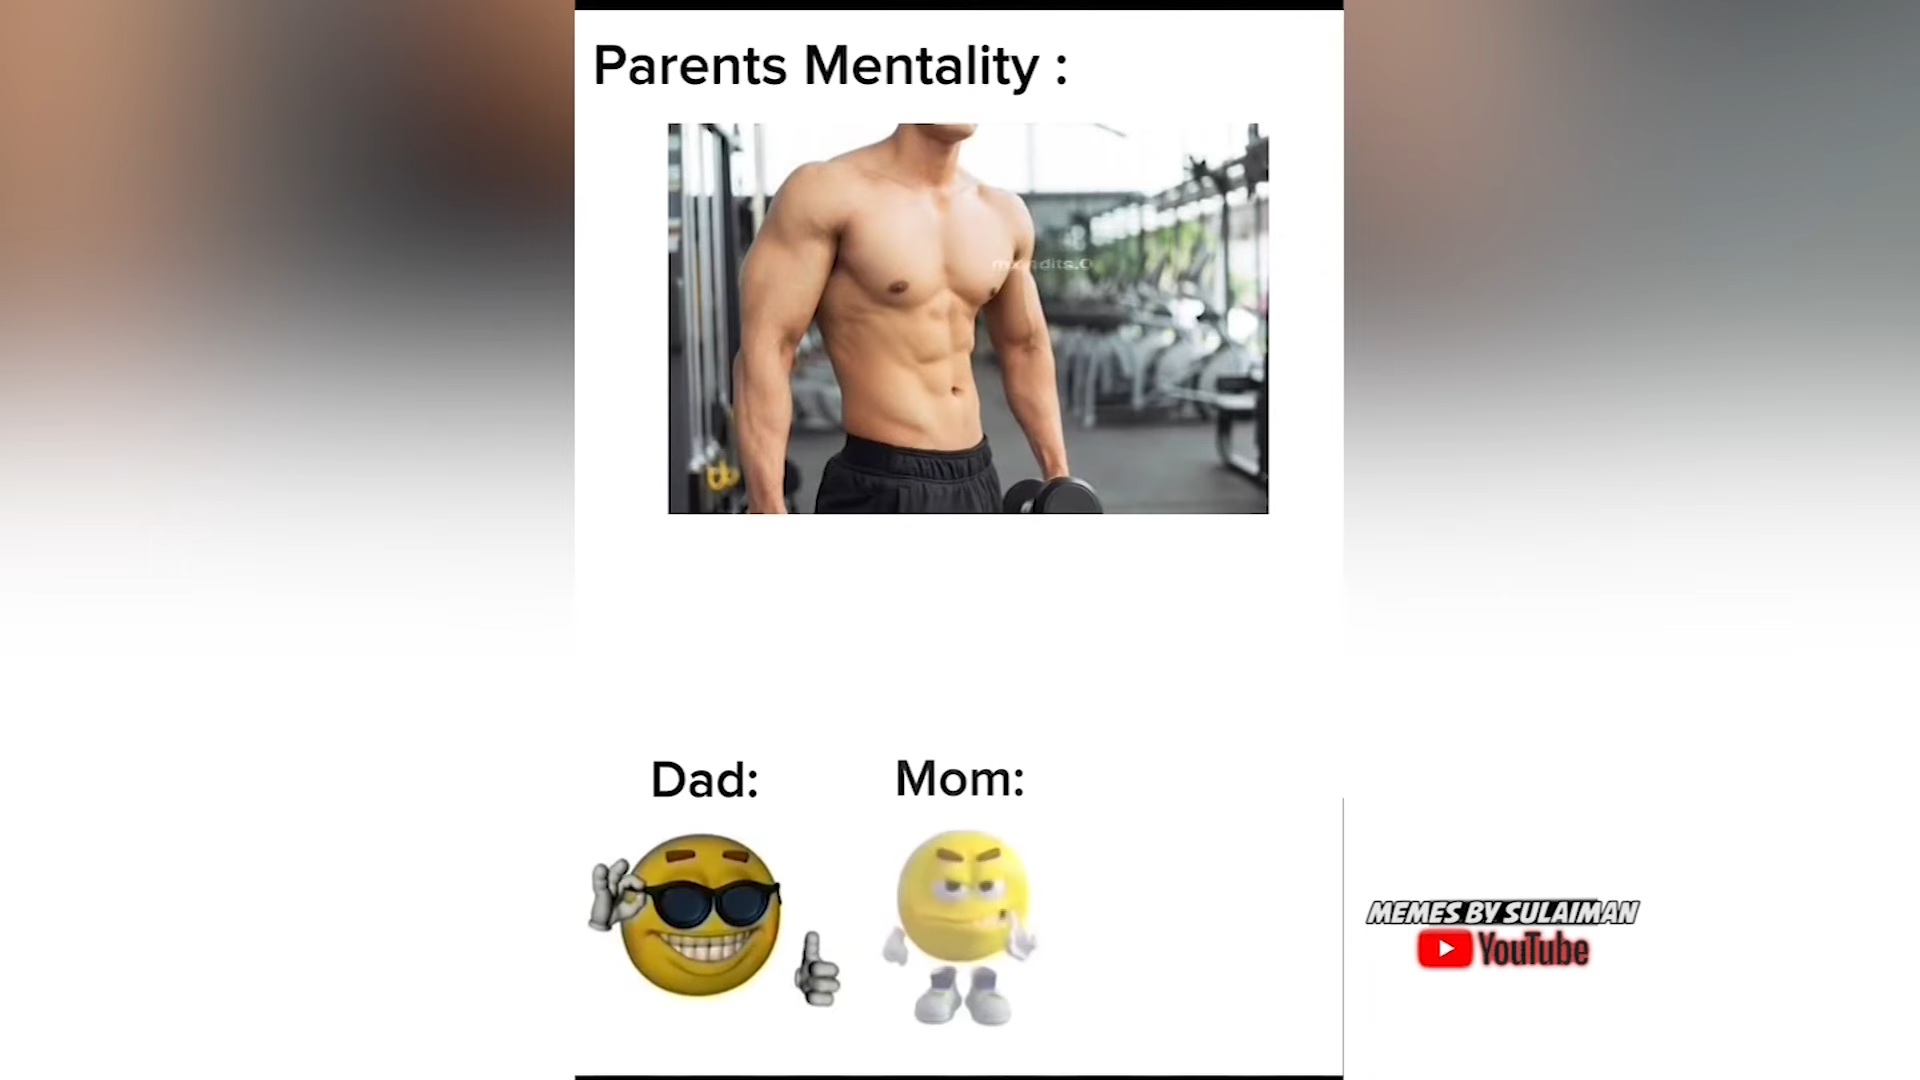 Parents Mentality :
Dad:
Mom:
MEMES BY SULAIMAN
YouTube